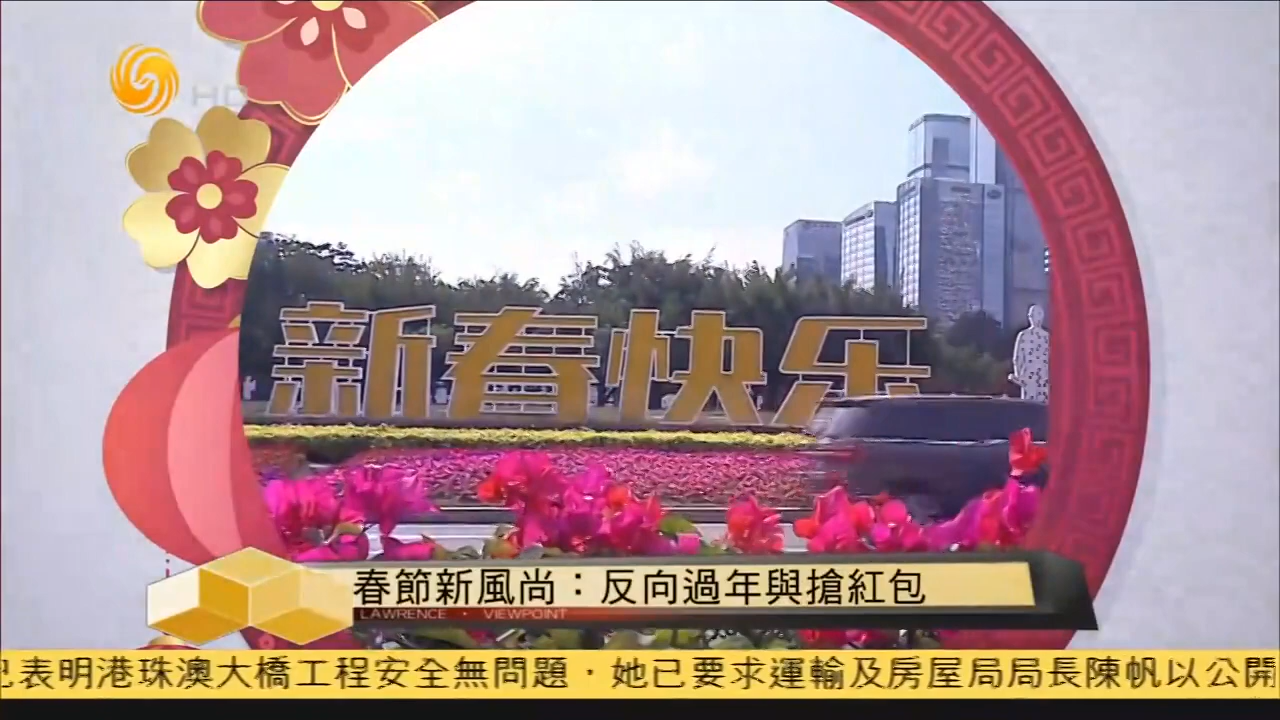 HD
新春快乐
春節新風尚：反向過年與搶紅包
LAWRENCE · VIEWPOINT
表明港珠澳大橋工程安全無問題，她已要求運輸及房屋局局長陳帆以公開